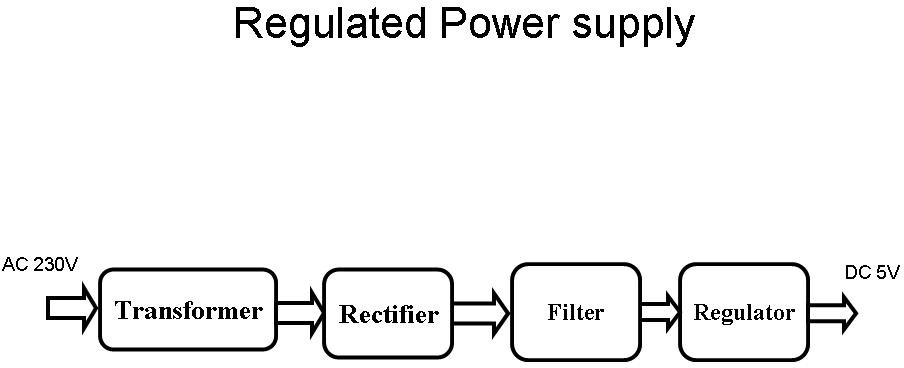 Regulated Power supply
AC 230V
Transformer
Rectifier
Filter
Regulator
DC 5V